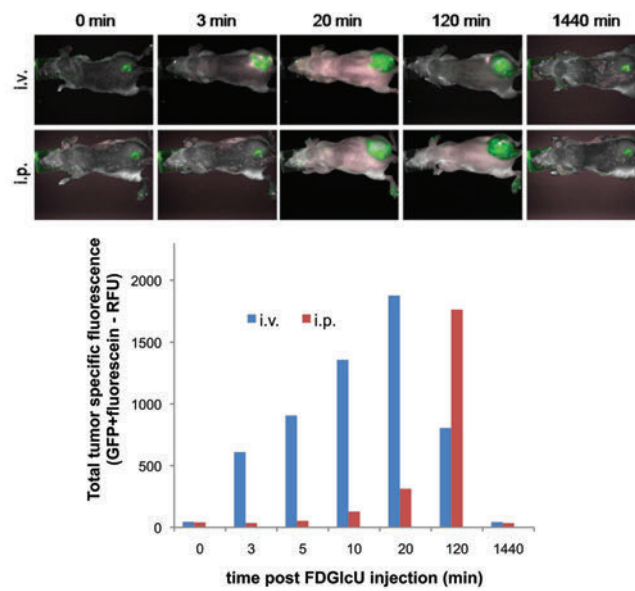 0 min 3 min 20 min 120 min 1440 min
i.v.
i.p.
Total tumor specific fluorescence
(GFP+fluorescein - RFU)
2000
1500
1000
500
0
i.v. i.p.
0 3 5 10 20 120 1440
time post FDGlcU injection (min)